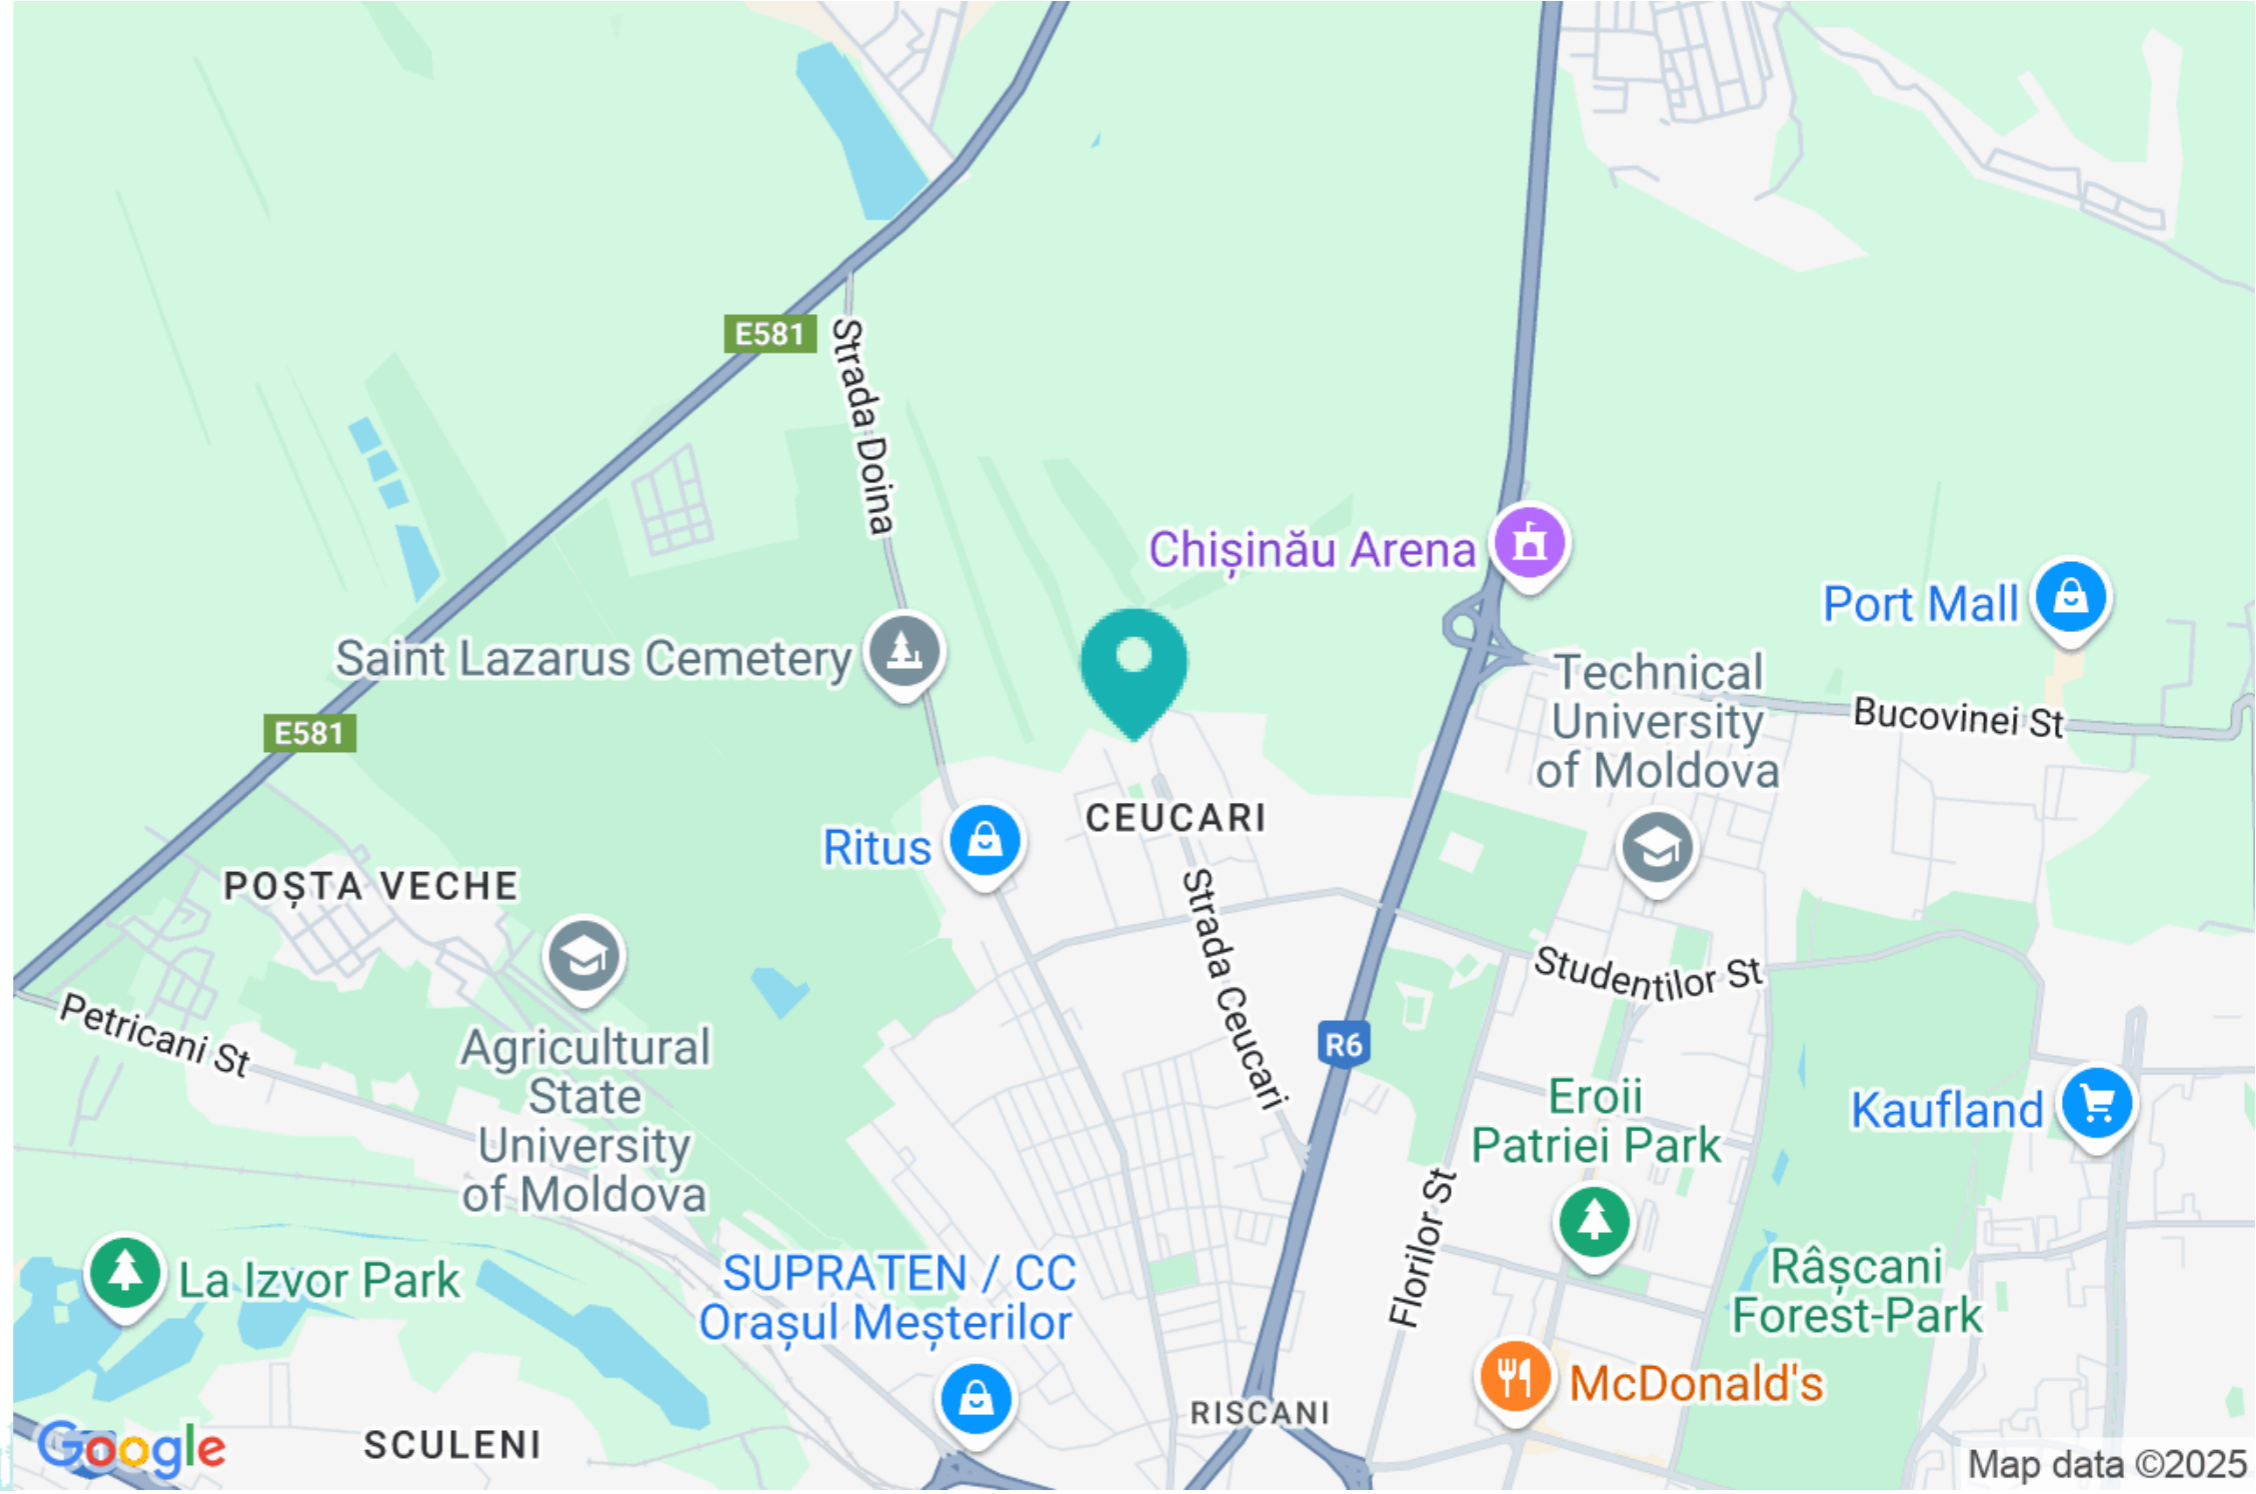 E581
Strada Doina
Chișinău Arena
Port Mall
Saint Lazarus Cemetery
Technical
University
of Moldova
Bucovinei St
E581
CEUCARI
Ritus
POȘTA VECHE
Strada Ceucari
Studentilor St
Petricani St
Agricultural
State
University
of Moldova
R6
Eroii
Patriei Park
Kaufland
Florilor St
La Izvor Park
SUPRATEN / CC
Orașul Meșterilor
Râșcani
Forest-Park
McDonald's
RISCANI
SCULENI
Google
Map data ©2025